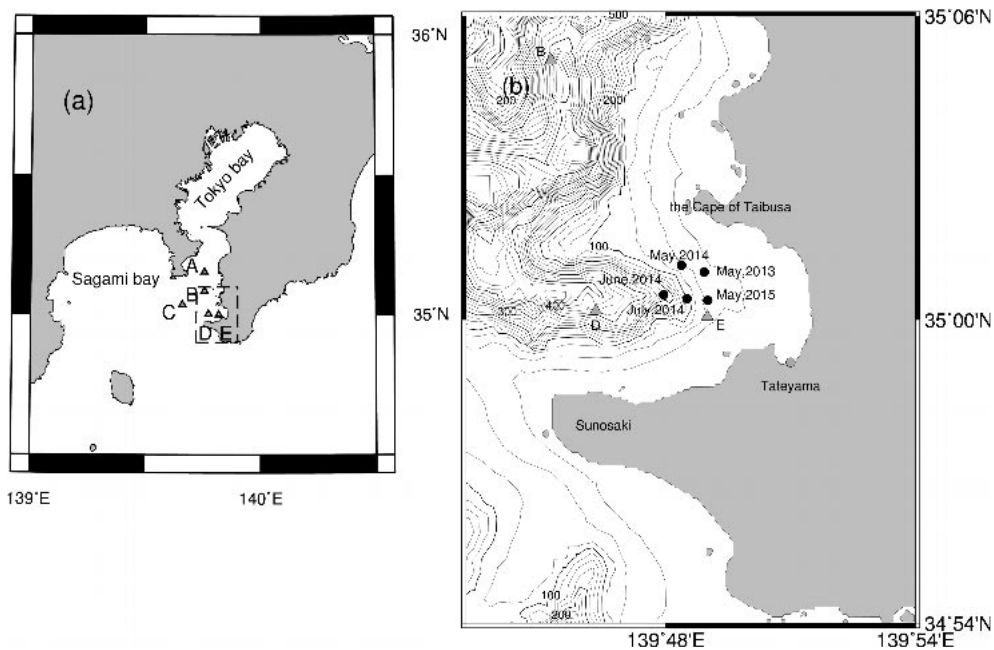 (a)
Tokyo bay
Sagami bay
A
B
C
D
E
36°N
35°N
139°E
140°E
500
B
(b)
200
200
the Cape of Taibusa
100
May,2014
May,2013
June,2014
May,2015
400
300
July,2014
D
E
Tateyama
Sunosaki
100
200
35°06'N
35°00'N
34°54'N
139°48'E
139°54'E